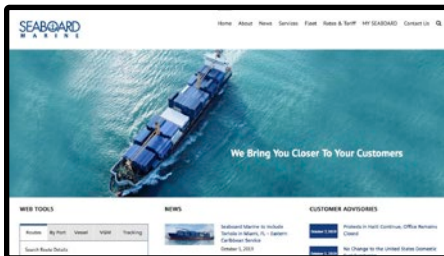 SEABOARD
MARINE
Home About News Services Fleet Rates & Tariff MY SEABOARD Contact Us
We Bring You Closer To Your Customers
WEB TOOLS
NEWS
CUSTOMER ADVISORIES
Routes By Port Vessel VGM Tracking
Search Route Details
Seaboard Marine to Include
Tortola in Miami, FL - Eastern
Caribbean Service
October 5, 2019
Protests in Haiti Continue, Office Remains
Closed
No Change to the United States Domestic